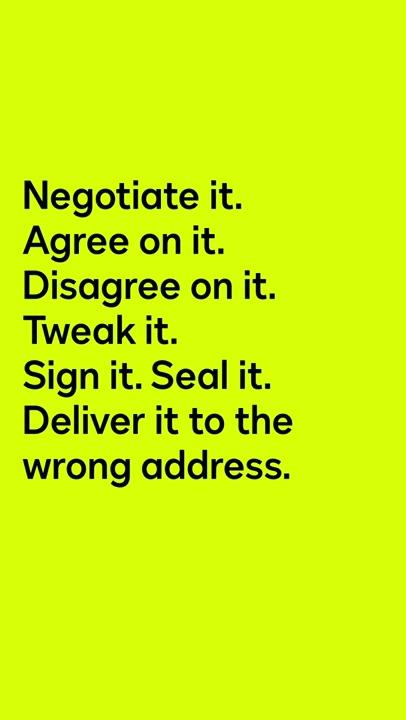 Negotiate it.
Agree on it.
Disagree on it.
Tweak it.
Sign it. Seal it.
Deliver it to the
wrong address.